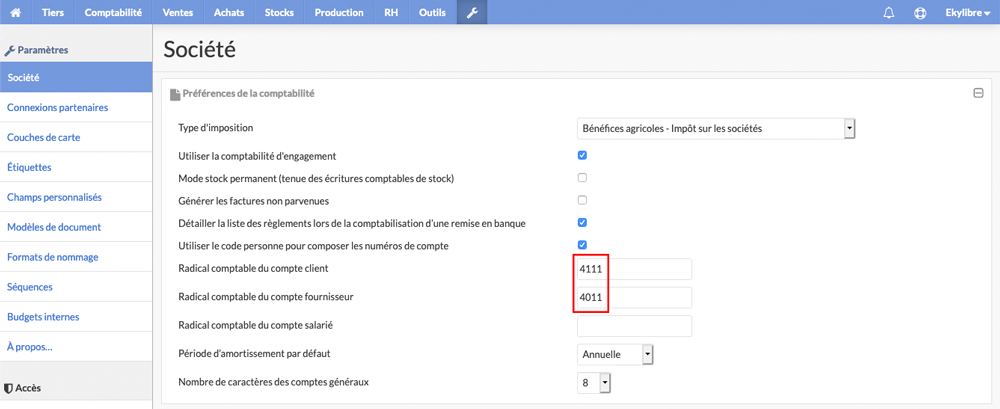 Tiers Comptabilité Ventes Achats Stocks Production RH Outils Ekylibre
Paramètres
Société
Connexions partenaires
Couches de carte
Étiquettes
Champs personnalisés
Modèles de document
Formats de nommage
Séquences
Budgets internes
À propos...
Accès
Société
Préférences de la comptabilité
Type d'imposition Bénéfices agricoles - Impôt sur les sociétés
Utiliser la comptabilité d'engagement
Mode stock permanent (tenue des écritures comptables de stock)
Générer les factures non parvenues
Détailler la liste des règlements lors de la comptabilisation d’une remise en banque
Utiliser le code personne pour composer les numéros de compte
Radical comptable du compte client 4111
Radical comptable du compte fournisseur 4011
Radical comptable du compte salarié
Période d'amortissement par défaut Annuelle
Nombre de caractères des comptes généraux 8